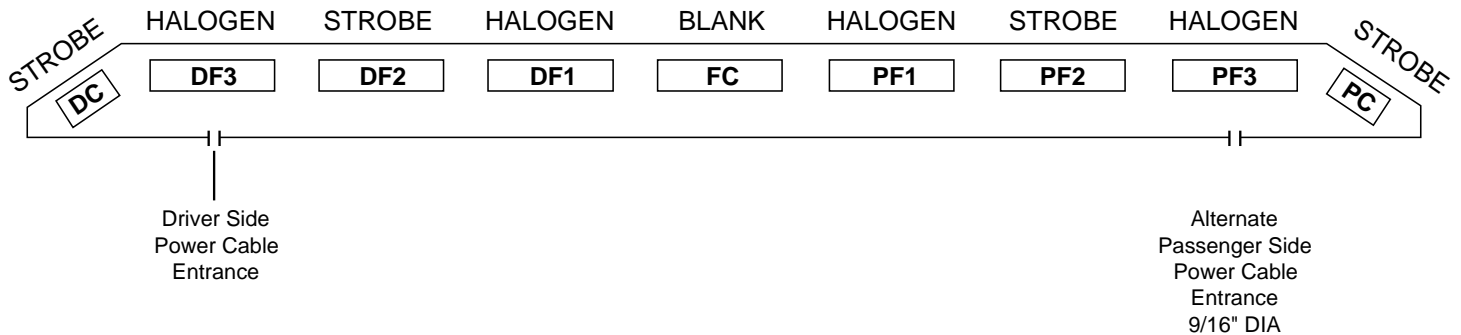 STROBE HALOGEN STROBE HALOGEN BLANK HALOGEN STROBE HALOGEN STROBE
DC DF3 DF2 DF1 FC PF1 PF2 PF3 PC
Driver Side
Power Cable
Entrance
Alternate
Passenger Side
Power Cable
Entrance
9/16" DIA